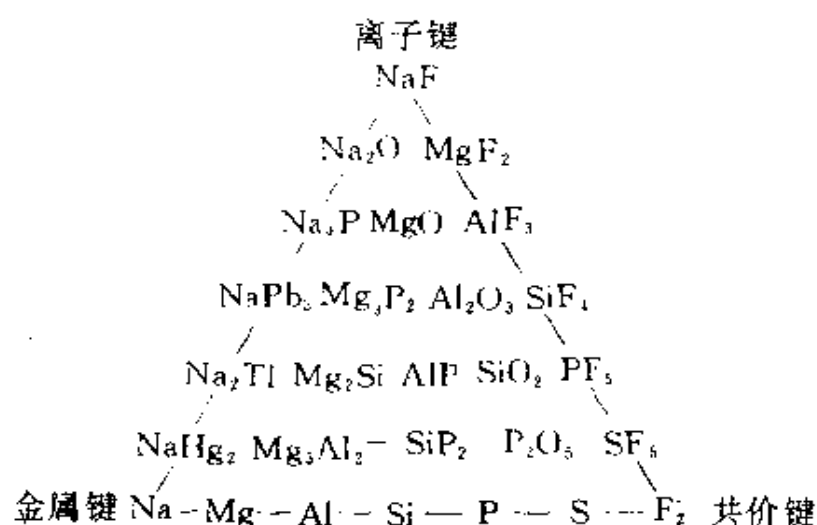 离子键
NaF
Na₂O MgF₂
Na₃P MgO AlF₃
NaPb₃ Mg₃P₂ Al₂O₃ SiF₄
Na₂Tl Mg₂Si AlP SiO₂ PF₅
NaHg₂ Mg₃Al₂ – SiP₂ P₂O₅ SF₆
金属键 Na – Mg – Al – Si – P – S – F₂ 共价键